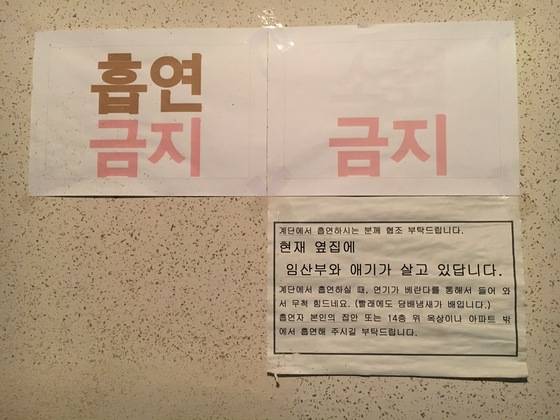 흡연
금지
금지
계단에서 흡연하시는 분께 협조 부탁드립니다.
현재 옆집에
임산부와 애기가 살고 있답니다.
계단에서 흡연하실 때, 연기가 베란다를 통해서 들어 와
서 무척 힘드네요. (빨래에도 담배냄새가 배입니다.)
흡연자 본인의 집안 또는 14층 위 옥상이나 아파트 밖
에서 흡연해 주시길 부탁드립니다.